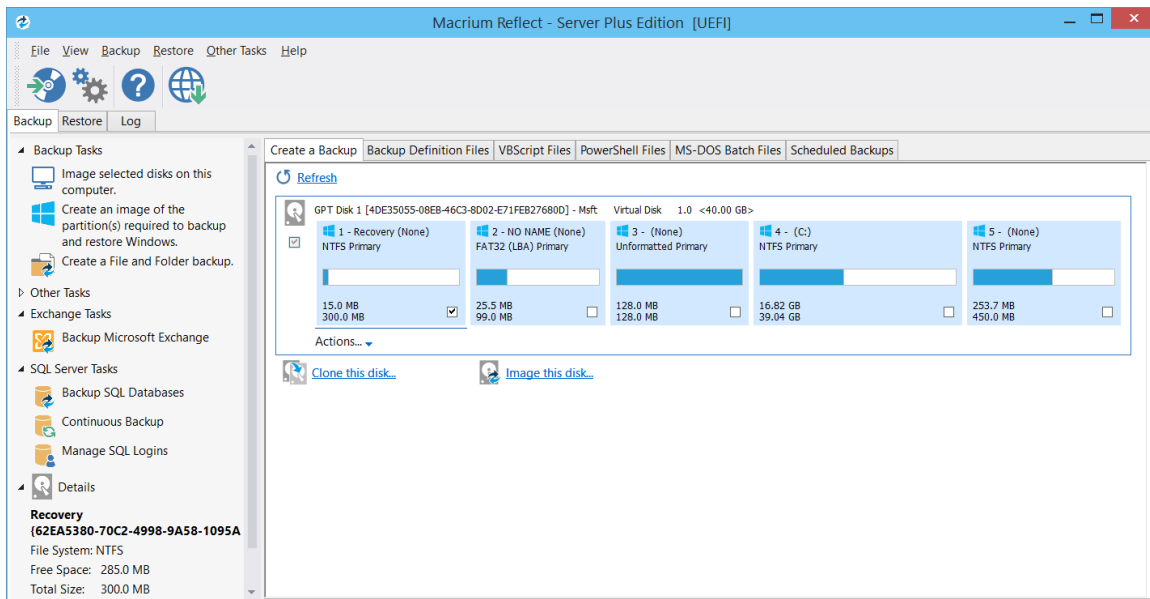 Macrium Reflect - Server Plus Edition [UEFI]
File View Backup Restore Other Tasks Help
Backup Restore Log
Backup Tasks
Image selected disks on this
computer.
Create an image of the
partition(s) required to backup
and restore Windows.
Create a File and Folder backup.
Other Tasks
Exchange Tasks
Backup Microsoft Exchange
SQL Server Tasks
Backup SQL Databases
Continuous Backup
Manage SQL Logins
Details
Recovery
{62EA5380-70C2-4998-9A58-1095A
File System: NTFS
Free Space: 285.0 MB
Total Size: 300.0 MB
Create a Backup Backup Definition Files VBScript Files PowerShell Files MS-DOS Batch Files Scheduled Backups
Refresh
GPT Disk 1 [4DE35055-08EB-46C3-8D02-E71FEB27680D] - Msft Virtual Disk 1.0 <40.00 GB>
1 - Recovery (None)
NTFS Primary
15.0 MB
300.0 MB
2 - NO NAME (None)
FAT32 (LBA) Primary
25.5 MB
99.0 MB
3 - (None)
Unformatted Primary
128.0 MB
128.0 MB
4 - (C:)
NTFS Primary
16.82 GB
39.04 GB
5 - (None)
NTFS Primary
253.7 MB
450.0 MB
Actions...
Clone this disk...
Image this disk...